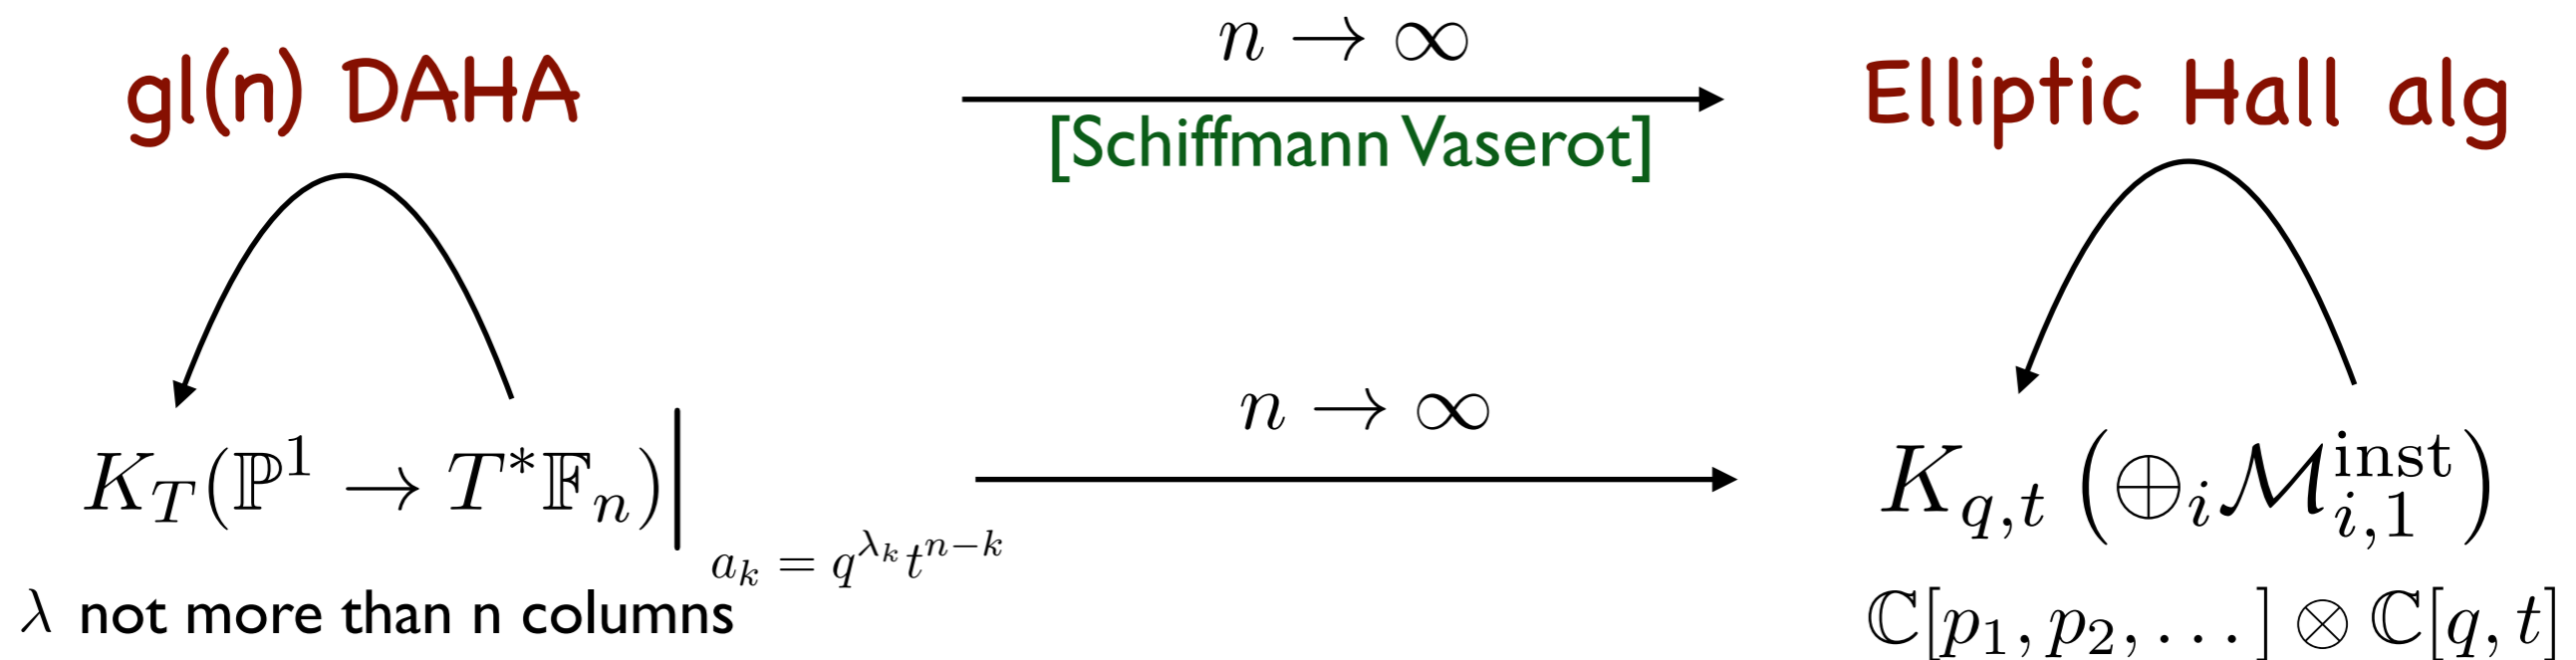 gl(n) DAHA
n → ∞
[Schiffmann Vaserot]
Elliptic Hall alg
K_T(ℙ¹ → T*𝔽_n)|_{a_k = q^{λ_k} t^{n−k}}
n → ∞
K_{q,t} (⊕_i ℳ^{inst}_{i,1})
λ not more than n columns
ℂ[p_1, p_2, . . . ] ⊗ ℂ[q, t]